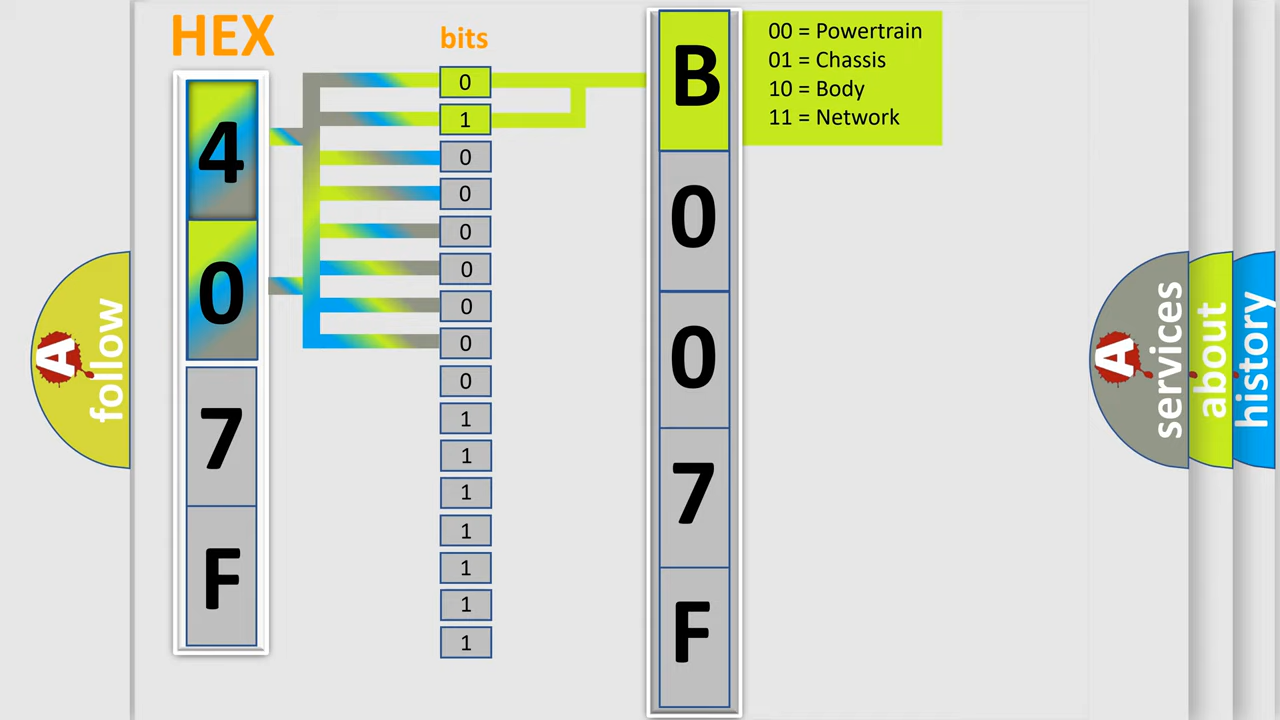 HEX
bits
4
0
7
F
0
1
0
0
0
0
0
0
0
1
1
1
1
1
1
1
B
0
0
7
F
00 = Powertrain
01 = Chassis
10 = Body
11 = Network
A
follow
A
services
about
history